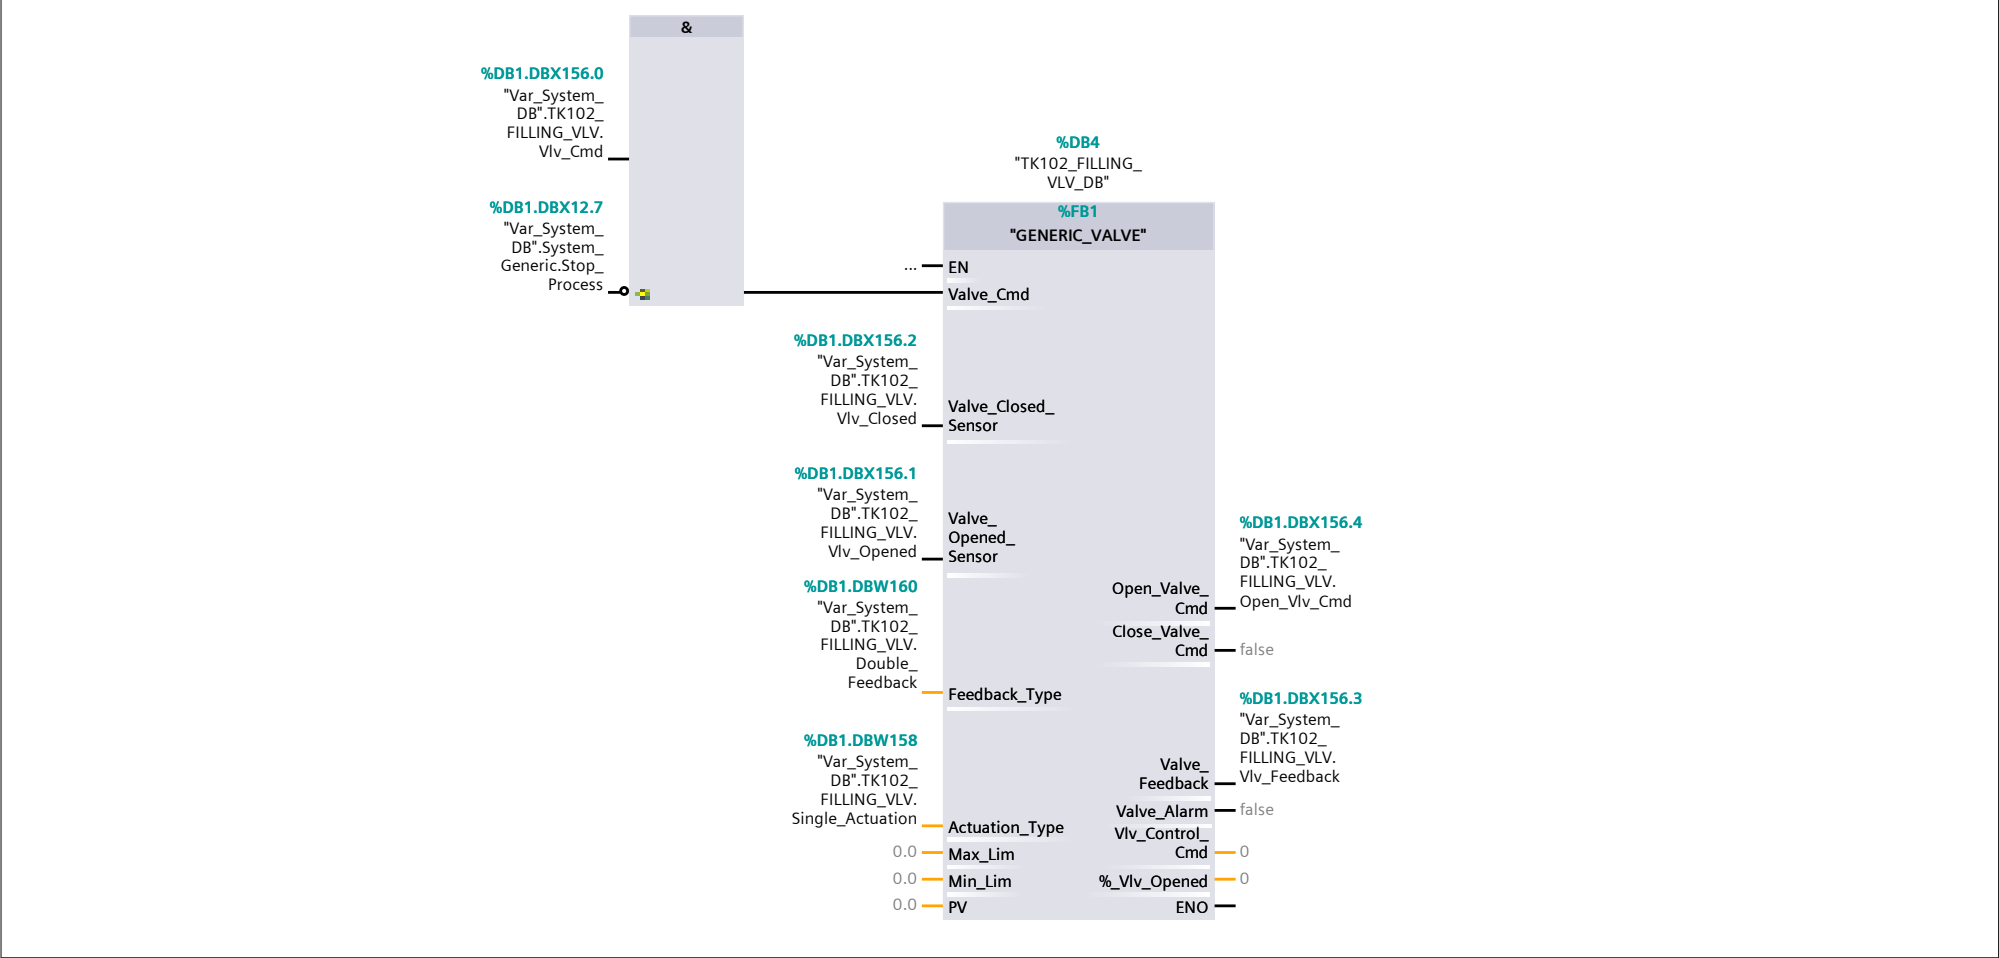 &
%DB1.DBX156.0
"Var_System_
DB".TK102_
FILLING_VLV.
Vlv_Cmd
%DB1.DBX12.7
"Var_System_
DB".System_
Generic.Stop_
Process
%DB4
"TK102_FILLING_
VLV_DB"
%FB1
"GENERIC_VALVE"
...
EN
Valve_Cmd
%DB1.DBX156.2
"Var_System_
DB".TK102_
FILLING_VLV.
Vlv_Closed
Valve_Closed_
Sensor
%DB1.DBX156.1
"Var_System_
DB".TK102_
FILLING_VLV.
Vlv_Opened
Valve_
Opened_
Sensor
%DB1.DBW160
"Var_System_
DB".TK102_
FILLING_VLV.
Double_
Feedback
Feedback_Type
%DB1.DBW158
"Var_System_
DB".TK102_
FILLING_VLV.
Single_Actuation
Actuation_Type
0.0
Max_Lim
0.0
Min_Lim
0.0
PV
Open_Valve_
Cmd
%DB1.DBX156.4
"Var_System_
DB".TK102_
FILLING_VLV.
Open_Vlv_Cmd
Close_Valve_
Cmd
false
Valve_
Feedback
%DB1.DBX156.3
"Var_System_
DB".TK102_
FILLING_VLV.
Vlv_Feedback
Valve_Alarm
false
Vlv_Control_
Cmd
0
%_Vlv_Opened
0
ENO